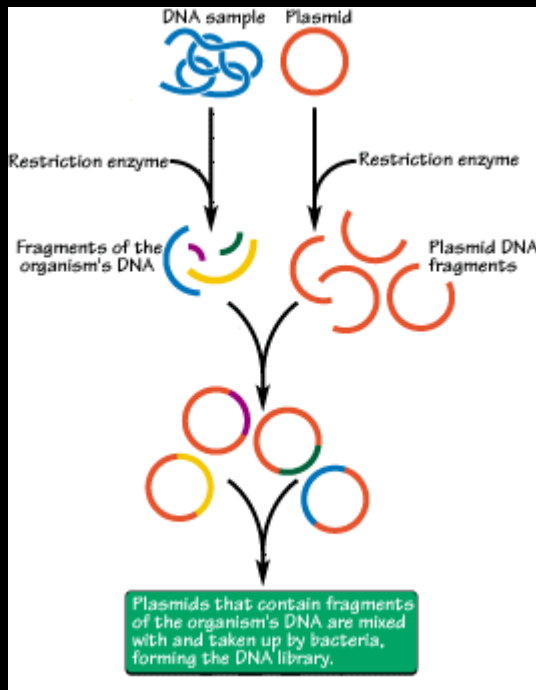 DNA sample
Plasmid
Restriction enzyme
Restriction enzyme
Fragments of the
organism's DNA
Plasmid DNA
fragments
Plasmids that contain fragments
of the organism's DNA are mixed
with and taken up by bacteria,
forming the DNA library.